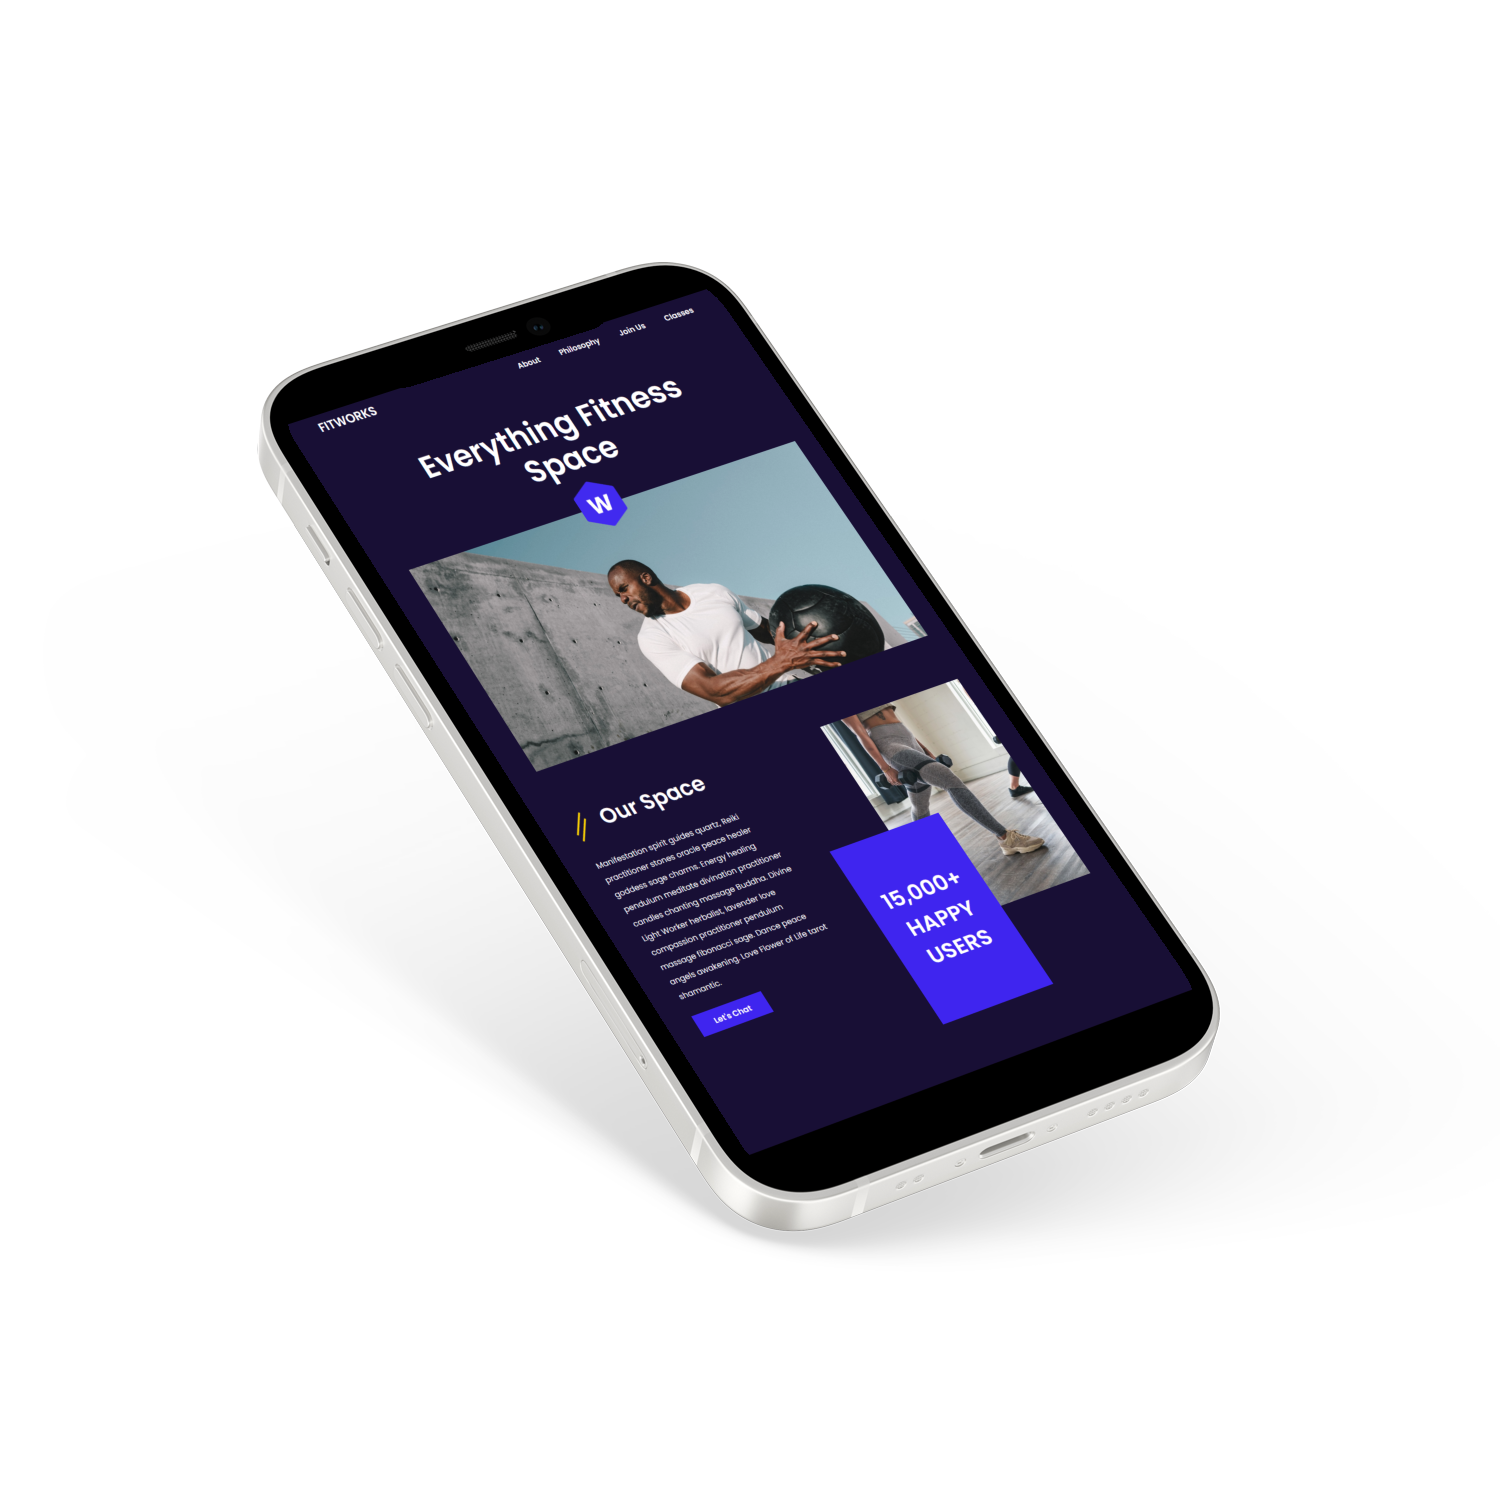 FITWORKS
About Philosophy Join Us Classes
Everything Fitness
Space
W
Our Space
Manifestation spirit guides quartz, Reiki
practitioner stones oracle peace healer
goddess sage charms. Energy healing
pendulum meditate divination practitioner
candles chanting massage Buddha. Divine
Light Worker herbalist, lavender love
compassion practitioner pendulum
massage fibonacci sage. Dance peace
angels awakening. Love Flower of Life tarot
shamantic.
Let's Chat
15,000+
HAPPY
USERS